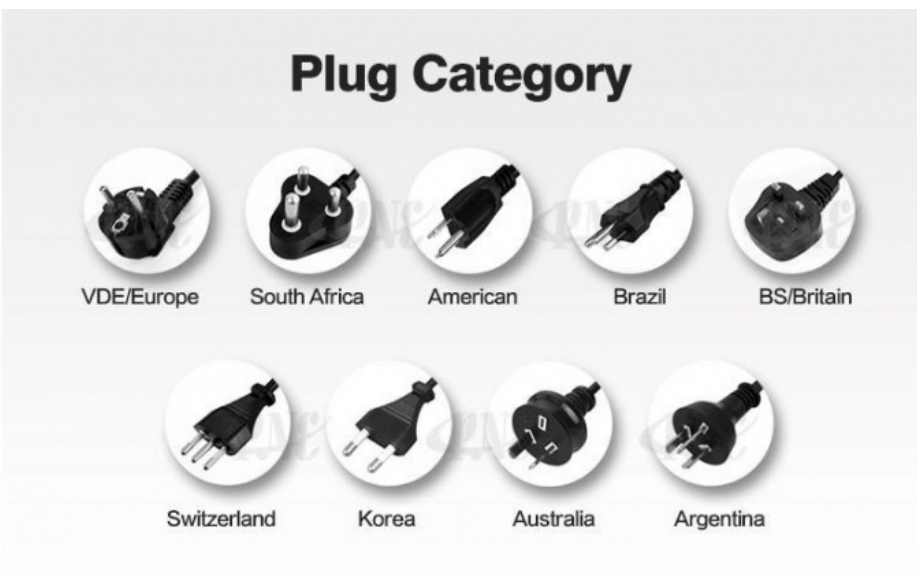 Plug Category
VDE/Europe
South Africa
American
Brazil
BS/Britain
Switzerland
Korea
Australia
Argentina